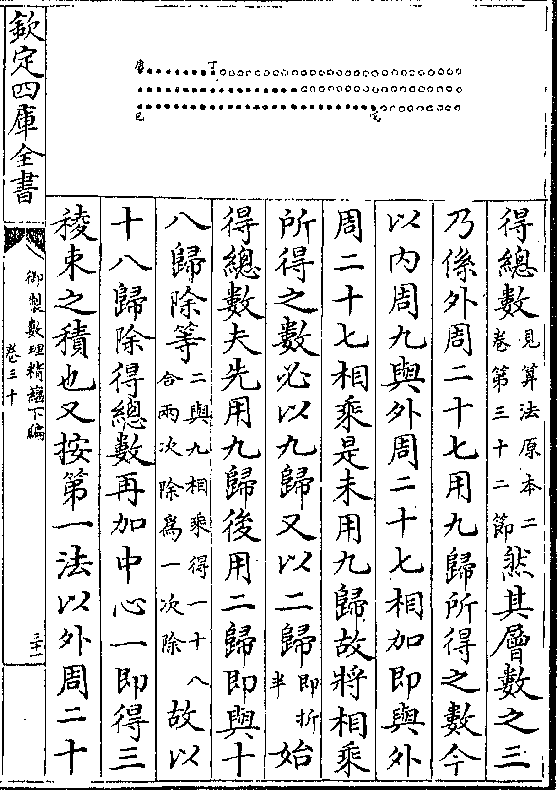 庚 丁
己 戊
得總數見算法原本二卷第三十二節然其層數之三
乃係外周二十七用九歸所得之數今
以内周九與外周二十七相加即與外
周二十七相乘是未用九歸故將相乘
所得之數必以九歸又以二歸即折半始
得總數夫先用九歸後用二歸即與十
八歸除等二與九相乘得一十八合兩次除爲一次除故以
十八歸除得總數再加中心一即得三
稜束之積也又按第一法以外周二十
欽定四庫全書
御製數理精藴下編
卷三十